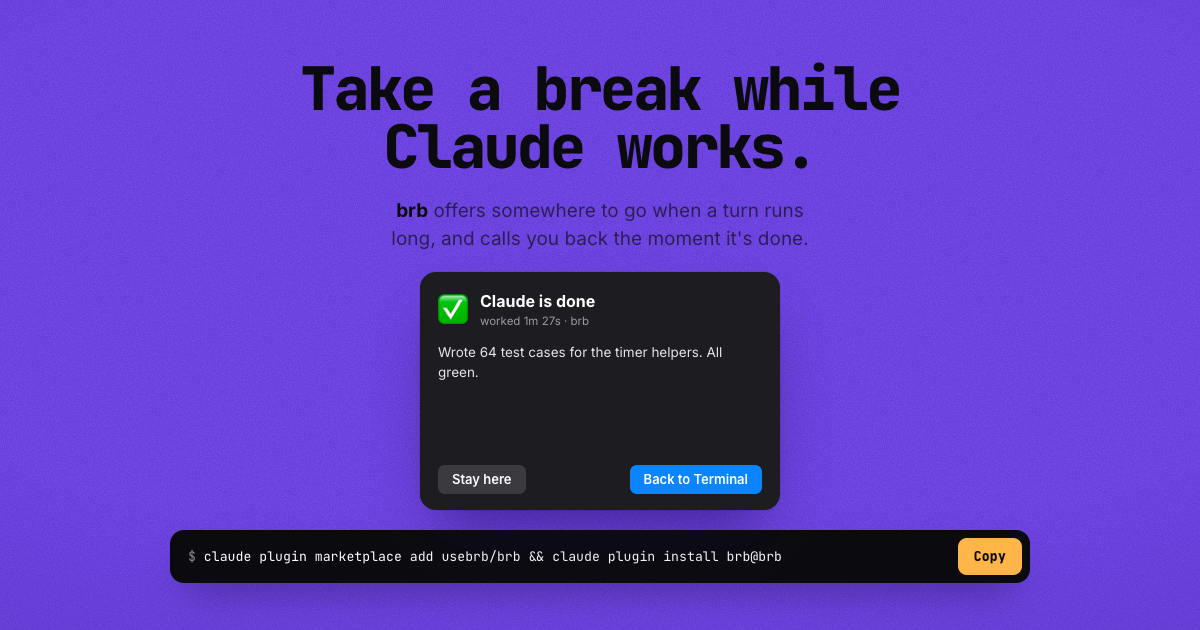 Take a break while
Claude works.
brb offers somewhere to go when a turn runs
long, and calls you back the moment it's done.
Claude is done
worked 1m 27s · brb
Wrote 64 test cases for the timer helpers. All
green.
Stay here
Back to Terminal
$ claude plugin marketplace add usebrb/brb && claude plugin install brb@brb
Copy